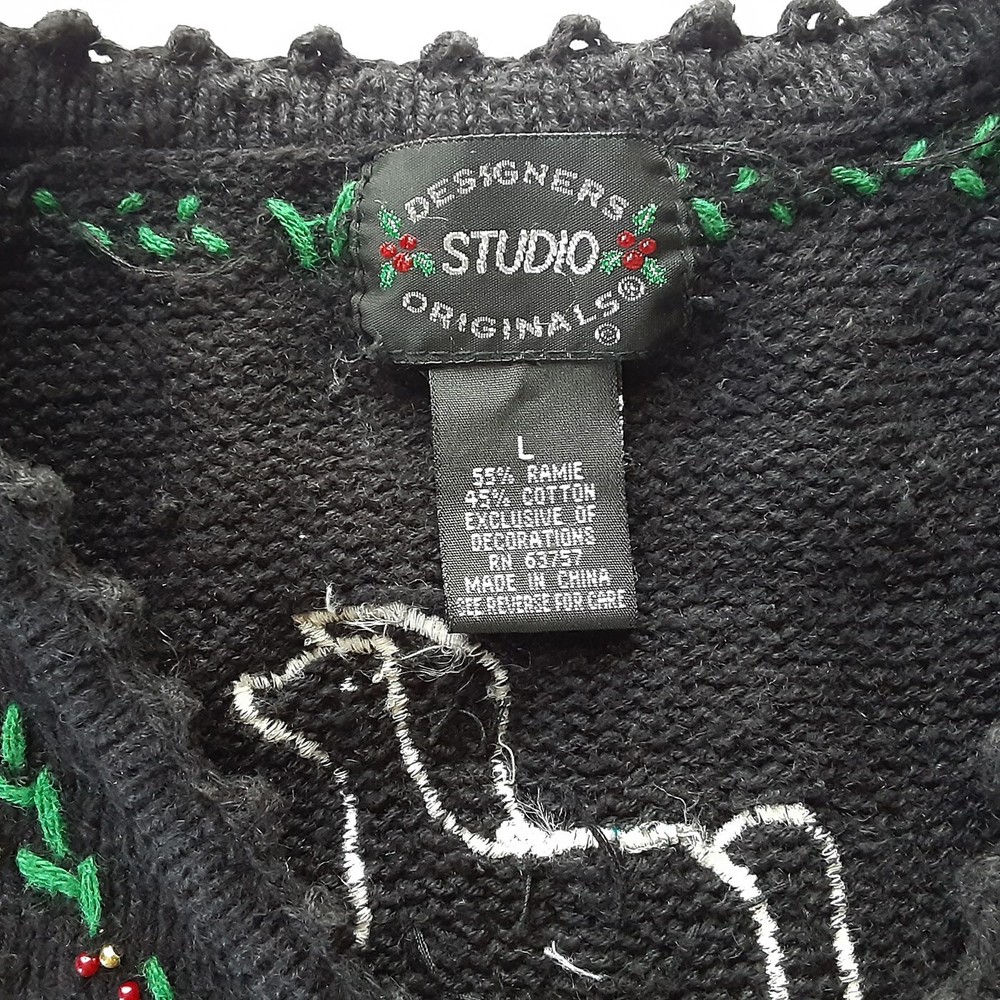 DESIGNERS
STUDIO
ORIGINALS®
©
L
55% RAMIE
45% COTTON
EXCLUSIVE OF
DECORATIONS
RN 63757
MADE IN CHINA
SEE REVERSE FOR CARE